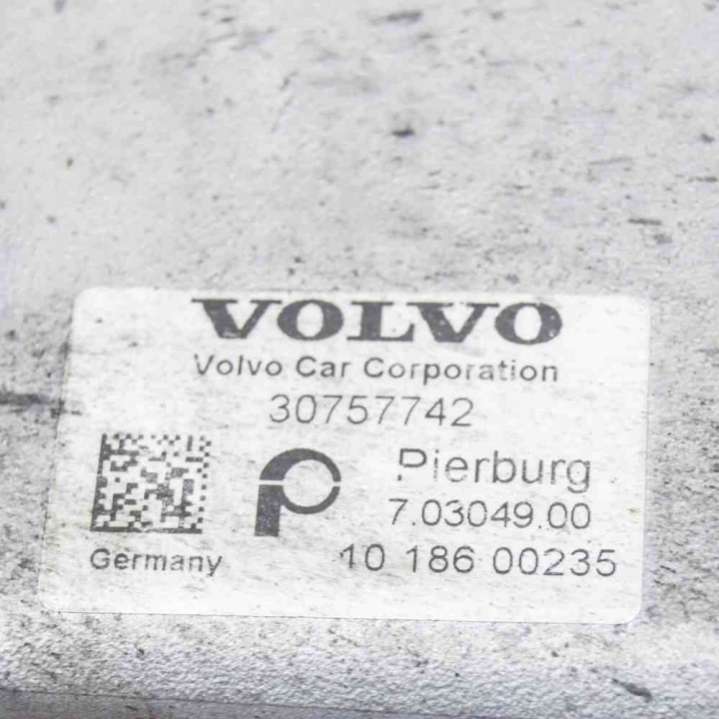 VOLVO
Volvo Car Corporation
30757742
Pierburg
7.03049.00
Germany
10 186 00235